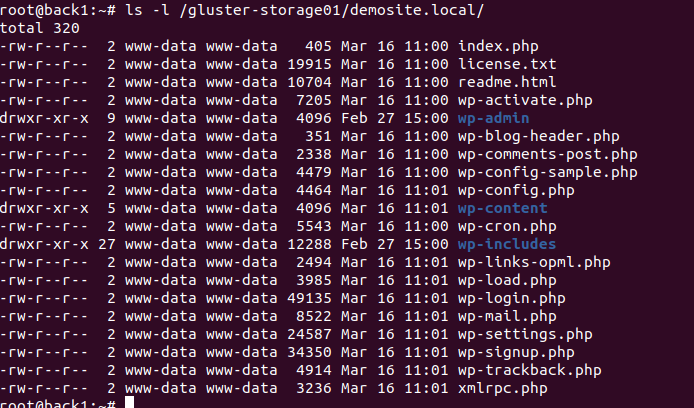 root@back1:~# ls -l /gluster-storage01/demosite.local/
total 320
-rw-r--r--  2 www-data www-data   405 Mar 16 11:00 index.php
-rw-r--r--  2 www-data www-data 19915 Mar 16 11:00 license.txt
-rw-r--r--  2 www-data www-data 10704 Mar 16 11:00 readme.html
-rw-r--r--  2 www-data www-data  7205 Mar 16 11:00 wp-activate.php
drwxr-xr-x  9 www-data www-data  4096 Feb 27 15:00 wp-admin
-rw-r--r--  2 www-data www-data   351 Mar 16 11:00 wp-blog-header.php
-rw-r--r--  2 www-data www-data  2338 Mar 16 11:00 wp-comments-post.php
-rw-r--r--  2 www-data www-data  4479 Mar 16 11:00 wp-config-sample.php
-rw-r--r--  2 www-data www-data  4464 Mar 16 11:01 wp-config.php
drwxr-xr-x  5 www-data www-data  4096 Mar 16 11:01 wp-content
-rw-r--r--  2 www-data www-data  5543 Mar 16 11:00 wp-cron.php
drwxr-xr-x 27 www-data www-data 12288 Feb 27 15:00 wp-includes
-rw-r--r--  2 www-data www-data  2494 Mar 16 11:01 wp-links-opml.php
-rw-r--r--  2 www-data www-data  3985 Mar 16 11:01 wp-load.php
-rw-r--r--  2 www-data www-data 49135 Mar 16 11:01 wp-login.php
-rw-r--r--  2 www-data www-data  8522 Mar 16 11:01 wp-mail.php
-rw-r--r--  2 www-data www-data 24587 Mar 16 11:01 wp-settings.php
-rw-r--r--  2 www-data www-data 34350 Mar 16 11:01 wp-signup.php
-rw-r--r--  2 www-data www-data  4914 Mar 16 11:01 wp-trackback.php
-rw-r--r--  2 www-data www-data  3236 Mar 16 11:01 xmlrpc.php
root@back1:~#